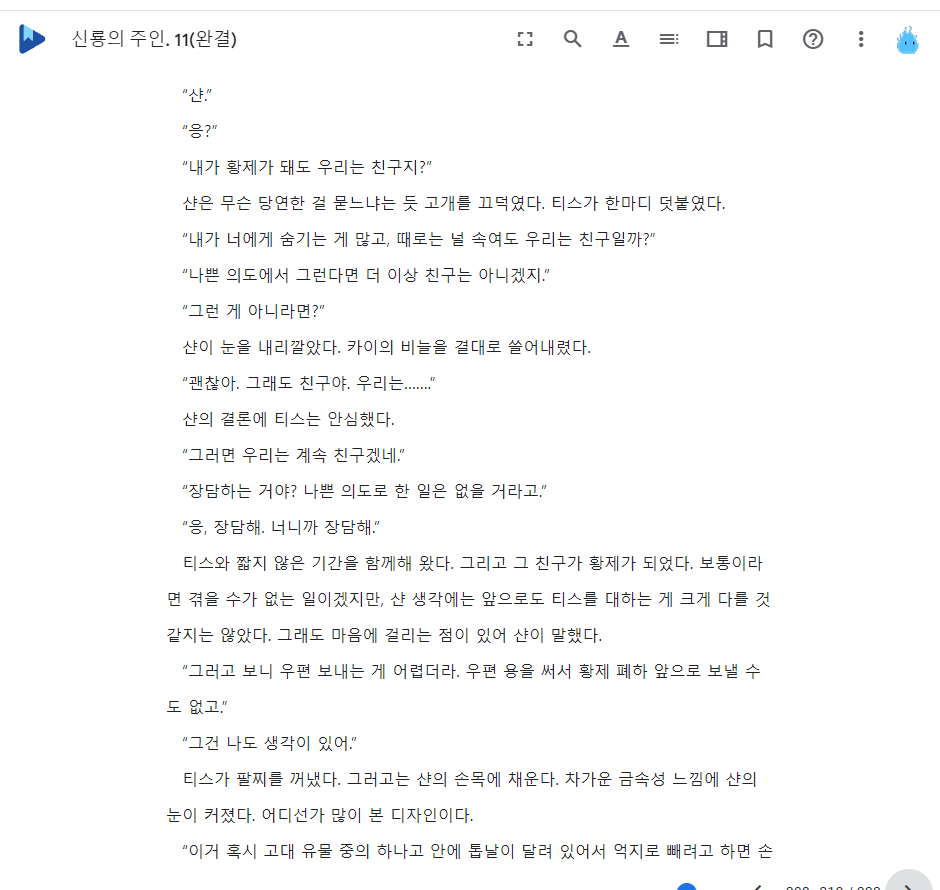 신룡의 주인. 11(완결)
“샨.”
“응?”
“내가 황제가 돼도 우리는 친구지?”
샨은 무슨 당연한 걸 묻느냐는 듯 고개를 끄덕였다. 티스가 한마디 덧붙였다.
“내가 너에게 숨기는 게 많고, 때로는 널 속여도 우리는 친구일까?”
“나쁜 의도에서 그런다면 더 이상 친구는 아니겠지.”
“그런 게 아니라면?”
샨이 눈을 내리깔았다. 카이의 비늘을 결대로 쓸어내렸다.
“괜찮아. 그래도 친구야. 우리는…….”
샨의 결론에 티스는 안심했다.
“그러면 우리는 계속 친구겠네.”
“장담하는 거야? 나쁜 의도로 한 일은 없을 거라고.”
“응, 장담해. 너니까 장담해.”
티스와 짧지 않은 기간을 함께해 왔다. 그리고 그 친구가 황제가 되었다. 보통이라
면 겪을 수가 없는 일이겠지만, 샨 생각에는 앞으로도 티스를 대하는 게 크게 다를 것
같지는 않았다. 그래도 마음에 걸리는 점이 있어 샨이 말했다.
“그러고 보니 우편 보내는 게 어렵더라. 우편 용을 써서 황제 폐하 앞으로 보낼 수
도 없고.”
“그건 나도 생각이 있어.”
티스가 팔찌를 꺼냈다. 그러고는 샨의 손목에 채운다. 차가운 금속성 느낌에 샨의
눈이 커졌다. 어디선가 많이 본 디자인이다.
“이거 혹시 고대 유물 중의 하나고 안에 톱날이 달려 있어서 억지로 빼려고 하면 손